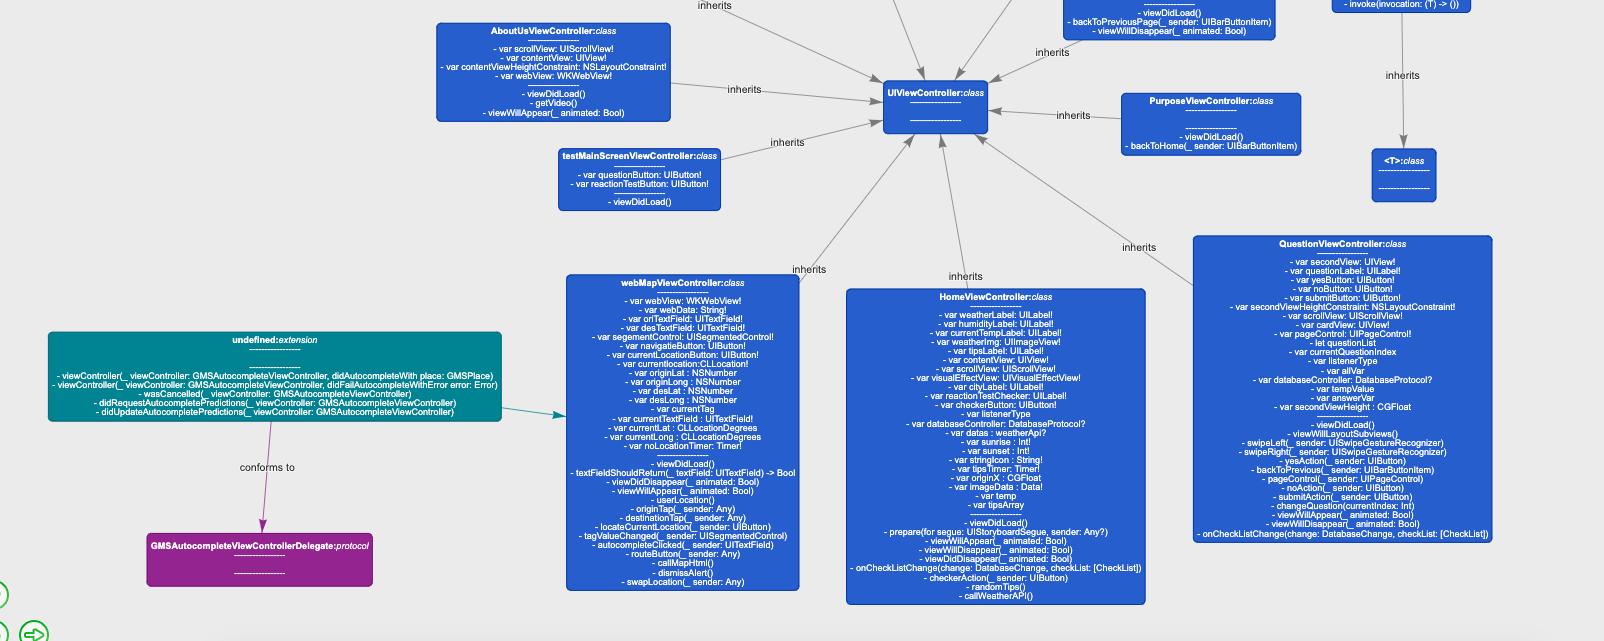 inherits
- viewDidLoad()
- backToPreviousPage(_ sender: UIBarButtonItem)
- viewWillDisappear(_ animated: Bool)
- invoke(invocation: (T) -> ())
AboutUsViewController:class
- var scrollView: UIScrollView!
- var contentView: UIView!
- var contentViewHeightConstraint: NSLayoutConstraint!
- var webView: WKWebView!
- viewDidLoad()
- getVideo()
- viewWillAppear(_ animated: Bool)
inherits
inherits
inherits
UIViewController:class
inherits
PurposeViewController:class
- viewDidLoad()
- backToHome(_ sender: UIBarButtonItem)
inherits
testMainScreenViewController:class
- var questionButton: UIButton!
- var reactionTestButton: UIButton!
- viewDidLoad()
<T>:class
inherits
inherits
inherits
webMapViewController:class
- var webView: WKWebView!
- var webData: String!
- var oriTextField: UITextField!
- var desTextField: UITextField!
- var segementControl: UISegmentedControl!
- var navigatieButton: UIButton!
- var currentLocationButton: UIButton!
- var currentlocation:CLLocation!
- var originLat : NSNumber
- var originLong : NSNumber
- var desLat : NSNumber
- var desLong : NSNumber
- var currentTag
- var currentTextField : UITextField!
- var currentLat : CLLocationDegrees
- var currentLong : CLLocationDegrees
- var noLocationTimer: Timer!
- viewDidLoad()
- textFieldShouldReturn(_ textField: UITextField) -> Bool
- viewDidDisappear(_ animated: Bool)
- viewWillAppear(_ animated: Bool)
- userLocation()
- originTap(_ sender: Any)
- destinationTap(_ sender: Any)
- locateCurrentLocation(_ sender: UIButton)
- tagValueChanged(_ sender: UISegmentedControl)
- autocompleteClicked(_ sender: UITextField)
- routeButton(_ sender: Any)
- callMapHtml()
- dismissAlert()
- swapLocation(_ sender: Any)
HomeViewController:class
- var weatherLabel: UILabel!
- var humidityLabel: UILabel!
- var currentTempLabel: UILabel!
- var weatherImg: UIImageView!
- var tipsLabel: UILabel!
- var contentView: UIView!
- var scrollView: UIScrollView!
- var visualEffectView: UIVisualEffectView!
- var cityLabel: UILabel!
- var reactionTestChecker: UILabel!
- var checkerButton: UIButton!
- var listenerType
- var databaseController: DatabaseProtocol?
- var datas : weatherApi?
- var sunrise : Int!
- var sunset : Int!
- var stringIcon : String!
- var tipsTimer: Timer!
- var originX : CGFloat
- var imageData : Data!
- var temp
- var tipsArray
- viewDidLoad()
- prepare(for segue: UIStoryboardSegue, sender: Any?)
- viewWillAppear(_ animated: Bool)
- viewWillDisappear(_ animated: Bool)
- viewDidDisappear(_ animated: Bool)
- onCheckListChange(change: DatabaseChange, checkList: [CheckList])
- checkerAction(_ sender: UIButton)
- randomTips()
- callWeatherAPI()
QuestionViewController:class
- var secondView: UIView!
- var questionLabel: UILabel!
- var yesButton: UIButton!
- var noButton: UIButton!
- var submitButton: UIButton!
- var secondViewHeightConstraint: NSLayoutConstraint!
- var scrollView: UIScrollView!
- var cardView: UIView!
- var pageControl: UIPageControl!
- let questionList
- var currentQuestionIndex
- var listenerType
- var allVar
- var databaseController: DatabaseProtocol?
- var tempValue
- var answerVar
- var secondViewHeight : CGFloat
- viewDidLoad()
- viewWillLayoutSubviews()
- swipeLeft(_ sender: UISwipeGestureRecognizer)
- swipeRight(_ sender: UISwipeGestureRecognizer)
- yesAction(_ sender: UIButton)
- backToPrevious(_ sender: UIBarButtonItem)
- pageControl(_ sender: UIPageControl)
- noAction(_ sender: UIButton)
- submitAction(_ sender: UIButton)
- changeQuestion(currentIndex: Int)
- viewWillAppear(_ animated: Bool)
- viewWillDisappear(_ animated: Bool)
- onCheckListChange(change: DatabaseChange, checkList: [CheckList])
undefined:extension
- viewController(_ viewController: GMSAutocompleteViewController, didAutocompleteWith place: GMSPlace)
- viewController(_ viewController: GMSAutocompleteViewController, didFailAutocompleteWithError error: Error)
- wasCancelled(_ viewController: GMSAutocompleteViewController)
- didRequestAutocompletePredictions(_ viewController: GMSAutocompleteViewController)
- didUpdateAutocompletePredictions(_ viewController: GMSAutocompleteViewController)
conforms to
GMSAutocompleteViewControllerDelegate:protocol